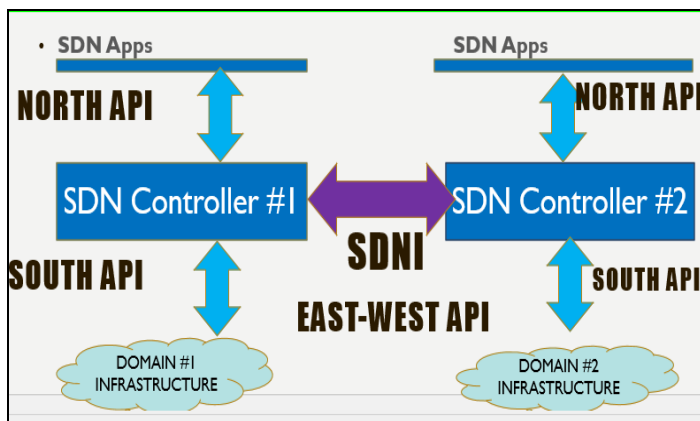 • SDN Apps
SDN Apps
NORTH API
NORTH API
SDN Controller #1
SDN Controller #2
SDNI
SOUTH API
SOUTH API
EAST-WEST API
DOMAIN #1
INFRASTRUCTURE
DOMAIN #2
INFRASTRUCTURE